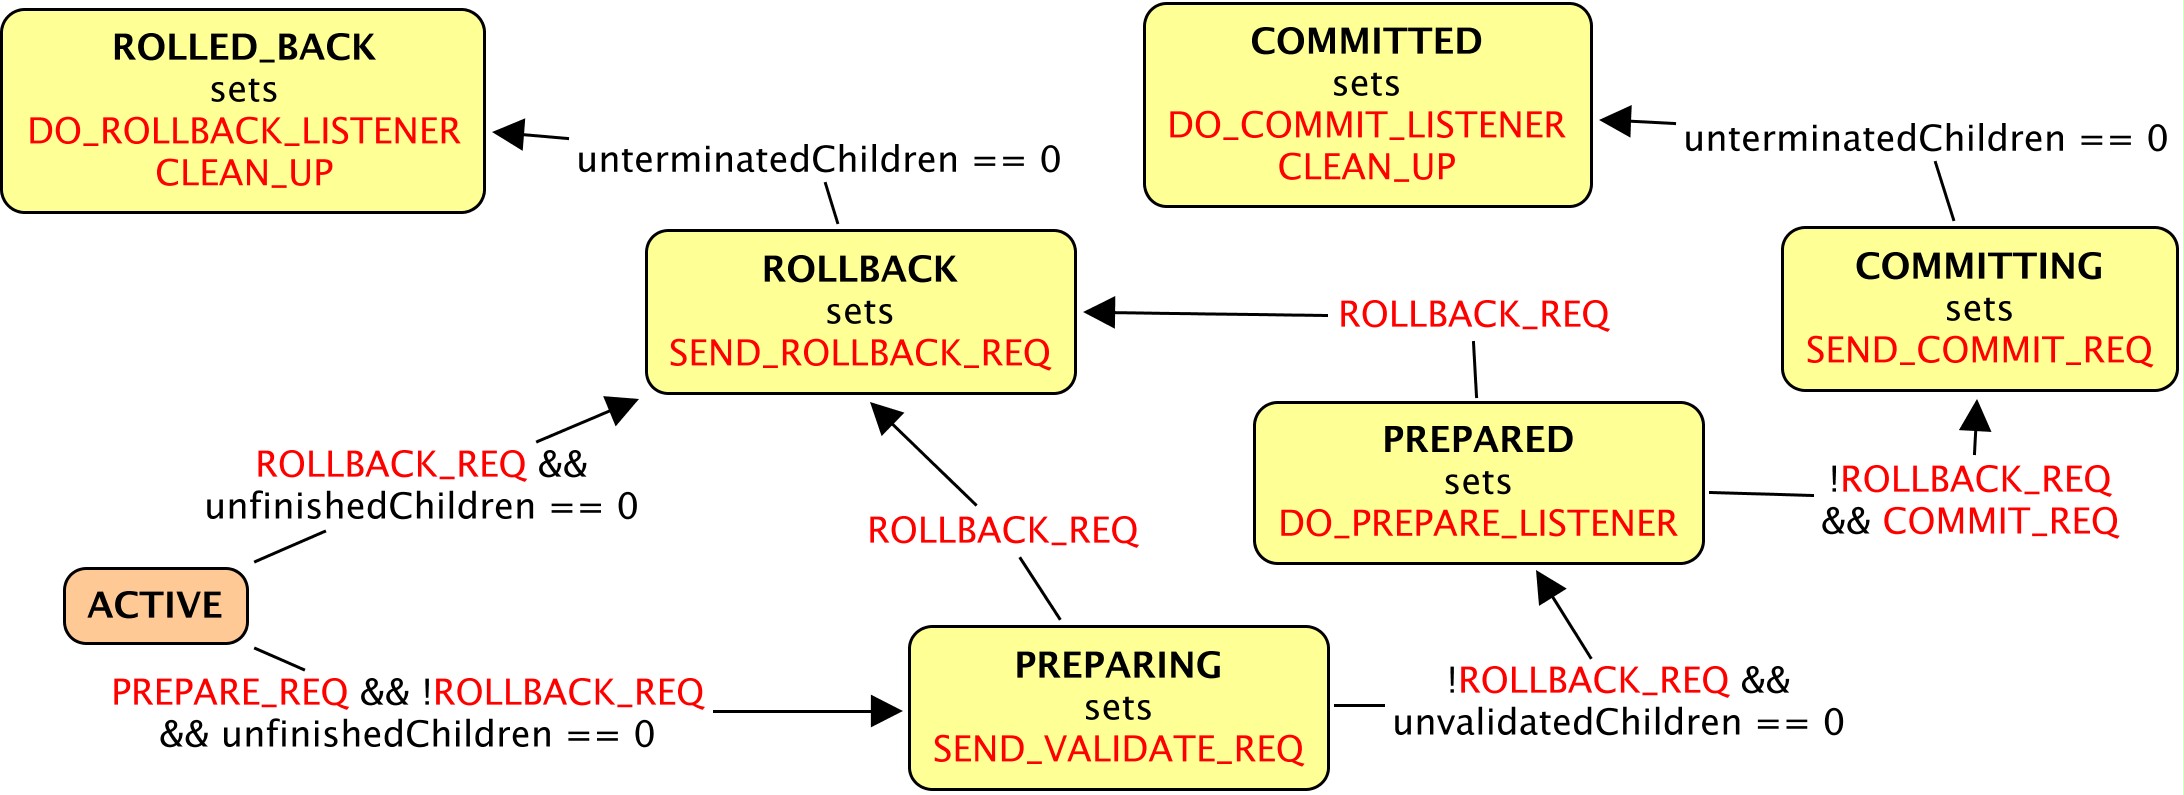 ROLLED_BACK
sets
DO_ROLLBACK_LISTENER
CLEAN_UP
COMMITTED
sets
DO_COMMIT_LISTENER
CLEAN_UP
unterminatedChildren == 0
unterminatedChildren == 0
ROLLBACK
sets
SEND_ROLLBACK_REQ
COMMITTING
sets
SEND_COMMIT_REQ
ROLLBACK_REQ
PREPARED
sets
DO_PREPARE_LISTENER
!ROLLBACK_REQ
&& COMMIT_REQ
ROLLBACK_REQ &&
unfinishedChildren == 0
ROLLBACK_REQ
ACTIVE
PREPARE_REQ && !ROLLBACK_REQ
&& unfinishedChildren == 0
PREPARING
sets
SEND_VALIDATE_REQ
!ROLLBACK_REQ &&
unvalidatedChildren == 0